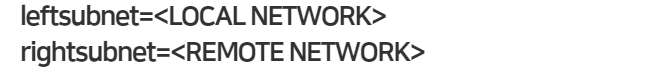 leftsubnet=<LOCAL NETWORK>
rightsubnet=<REMOTE NETWORK>